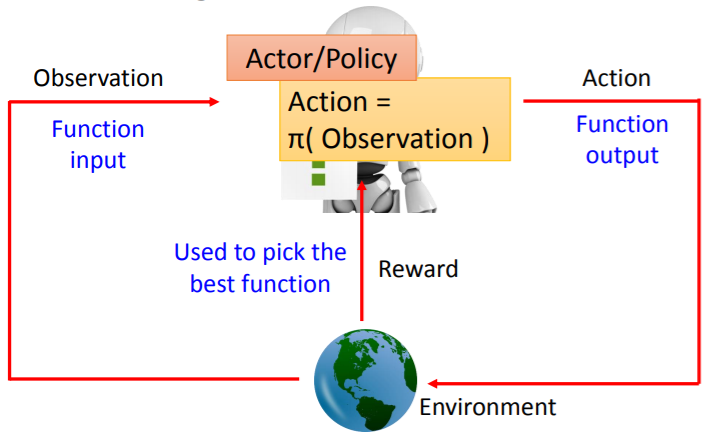 Actor/Policy
Observation
Action
Action =
π( Observation )
Function
input
Function
output
Used to pick the
best function
Reward
Environment